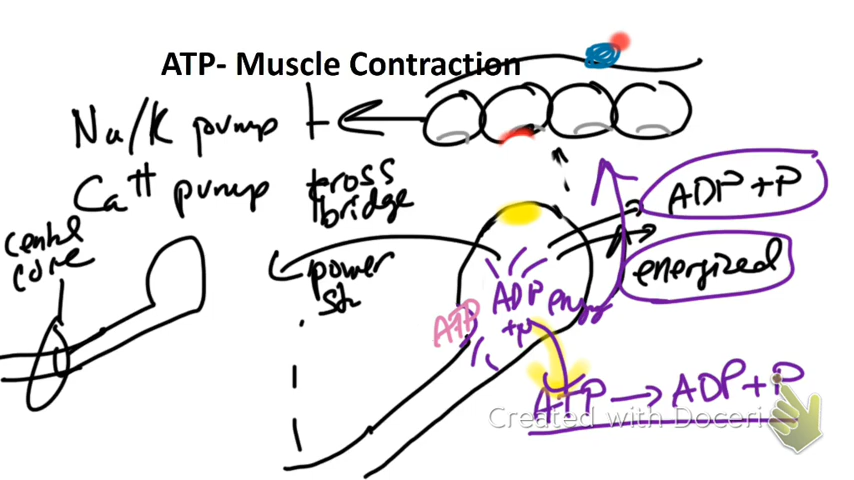 ATP- Muscle Contraction
Na/K pump
Ca++ pump
cross
bridge
ADP + P
central
core
power
str
energized
ADP
+P
energy
ATP
ATP → ADP + P
Created with Doceri